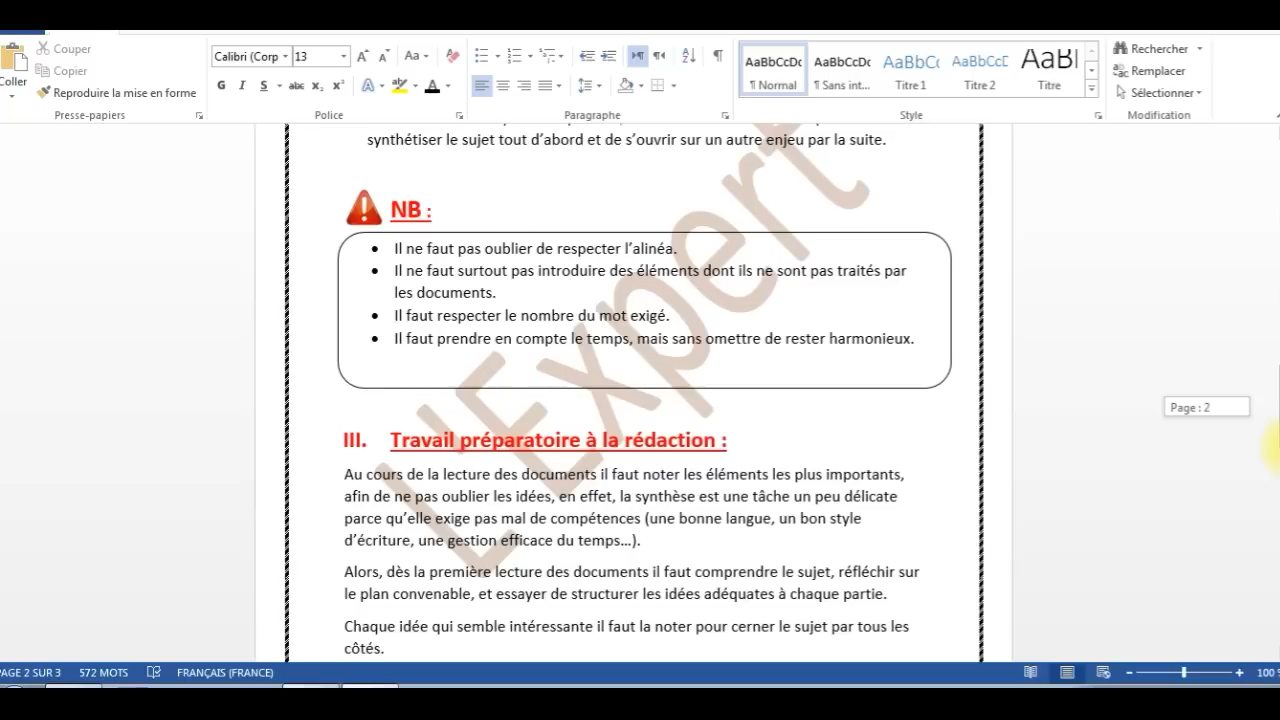 Couper
Calibri (Corp
13
Aa
AaBbCcDc
AaBbCcDc
AaBbC(
AaBbCcD
AaBl
Rechercher
Copier
Remplacer
Coller
Reproduire la mise en forme
G I S abc x₂ x²
A
¶ Normal
¶ Sans int...
Titre 1
Titre 2
Titre
Sélectionner
Presse-papiers
Police
Paragraphe
Style
Modification
synthétiser le sujet tout d’abord et de s’ouvrir sur un autre enjeu par la suite.
NB :
• Il ne faut pas oublier de respecter l’alinéa.
• Il ne faut surtout pas introduire des éléments dont ils ne sont pas traités par
les documents.
• Il faut respecter le nombre du mot exigé.
• Il faut prendre en compte le temps, mais sans omettre de rester harmonieux.
Page : 2
III. Travail préparatoire à la rédaction :
Au cours de la lecture des documents il faut noter les éléments les plus importants,
afin de ne pas oublier les idées, en effet, la synthèse est une tâche un peu délicate
parce qu’elle exige pas mal de compétences (une bonne langue, un bon style
d’écriture, une gestion efficace du temps…).
Alors, dès la première lecture des documents il faut comprendre le sujet, réfléchir sur
le plan convenable, et essayer de structurer les idées adéquates à chaque partie.
Chaque idée qui semble intéressante il faut la noter pour cerner le sujet par tous les
côtés.
L'Expert
PAGE 2 SUR 3
572 MOTS
FRANÇAIS (FRANCE)
100 %